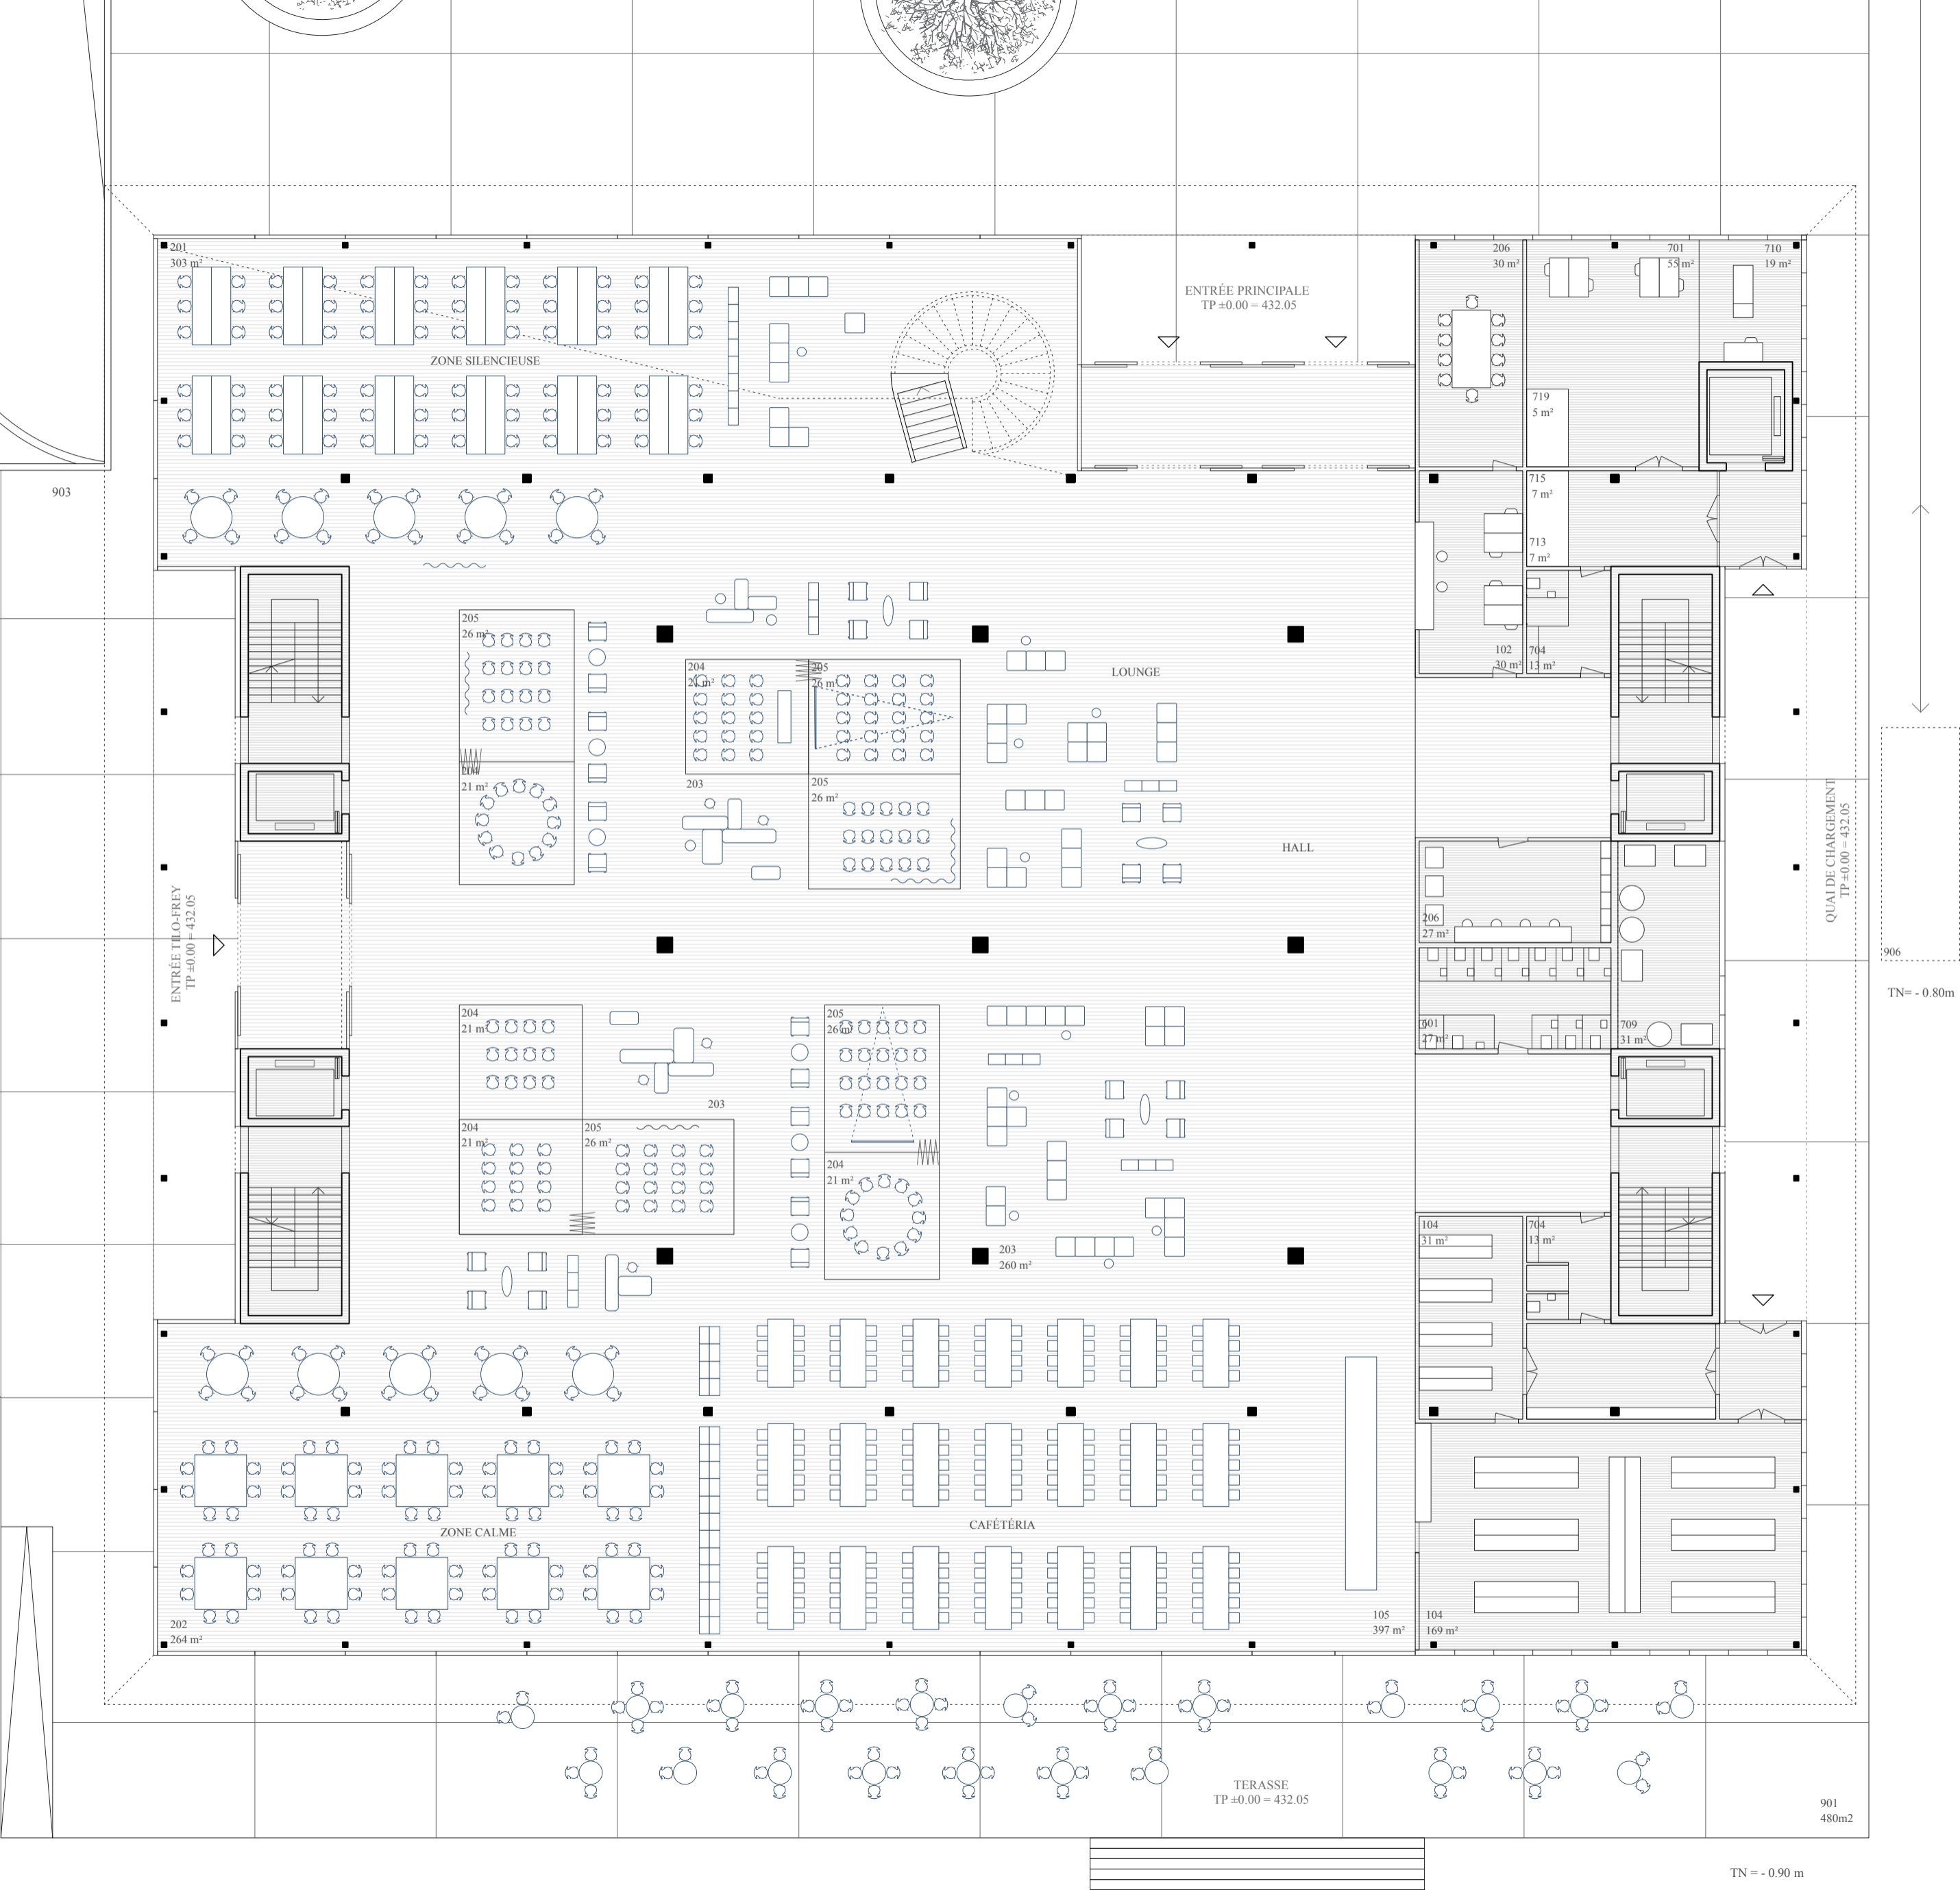 201
303 m²
ZONE SILENCIEUSE
ENTRÉE PRINCIPALE
TP ±0.00 = 432.05
206
30 m²
701
55 m²
710
19 m²
719
5 m²
715
7 m²
713
7 m²
102
30 m²
704
13 m²
903
205
26 m²
204
21 m²
204
21 m²
205
26 m²
203
205
26 m²
LOUNGE
HALL
ENTRÉE TILO-FREY
TP ±0.00 = 432.05
QUAI DE CHARGEMENT
TP ±0.00 = 432.05
206
27 m²
906
TN= - 0.80m
601
27 m²
709
31 m²
204
21 m²
203
205
26 m²
204
21 m²
205
26 m²
204
21 m²
203
260 m²
104
31 m²
704
13 m²
ZONE CALME
CAFÉTÉRIA
202
264 m²
105
397 m²
104
169 m²
TERASSE
TP ±0.00 = 432.05
901
480m2
TN = - 0.90 m